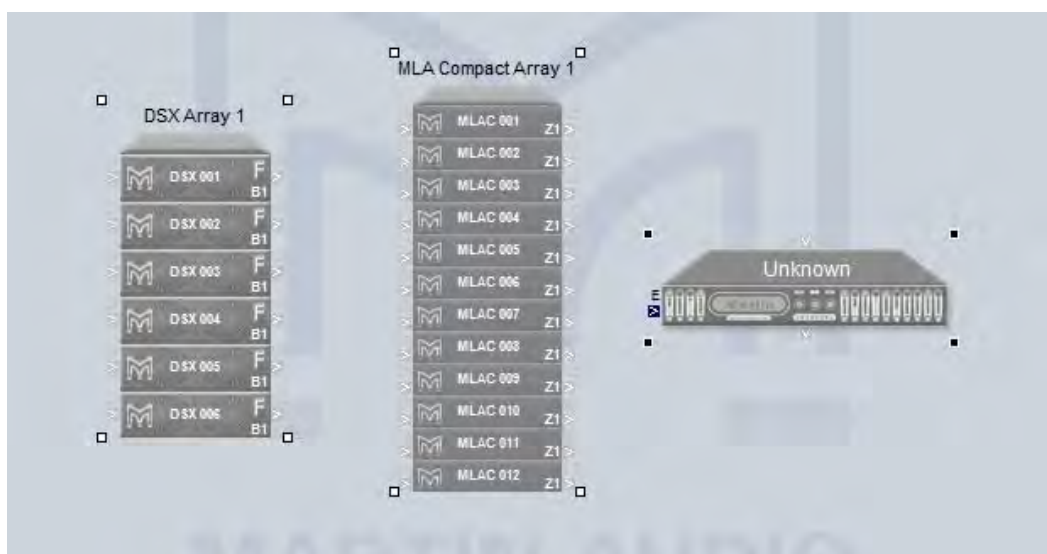 DSX Array 1
DSX 001 F B1
DSX 002 F B1
DSX 003 F B1
DSX 004 F B1
DSX 005 F B1
DSX 006 F B1
MLA Compact Array 1
MLAC 001 Z1
MLAC 002 Z1
MLAC 003 Z1
MLAC 004 Z1
MLAC 005 Z1
MLAC 006 Z1
MLAC 007 Z1
MLAC 008 Z1
MLAC 009 Z1
MLAC 010 Z1
MLAC 011 Z1
MLAC 012 Z1
Unknown
E
MARTIN AUDIO